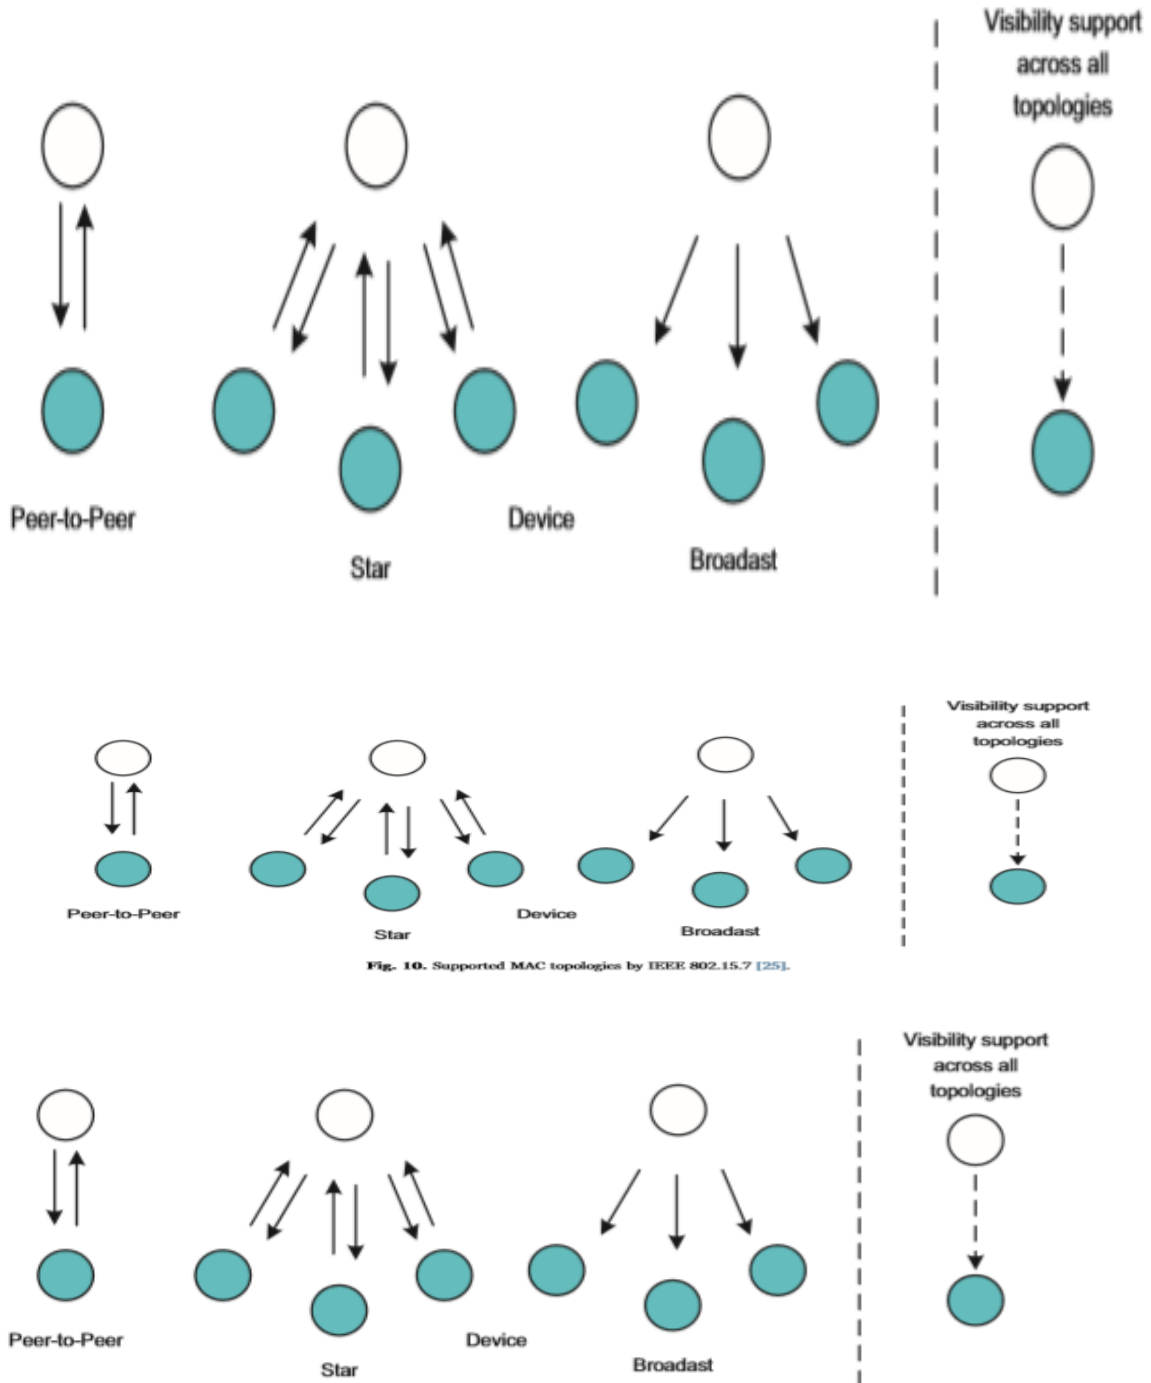 Visibility support
across all
topologies
Peer-to-Peer
Device
Star
Broadast
Visibility support
across all
topologies
Peer-to-Peer
Device
Star
Broadast
Fig. 10. Supported MAC topologies by IEEE 802.15.7 [25].
Visibility support
across all
topologies
Peer-to-Peer
Device
Star
Broadast